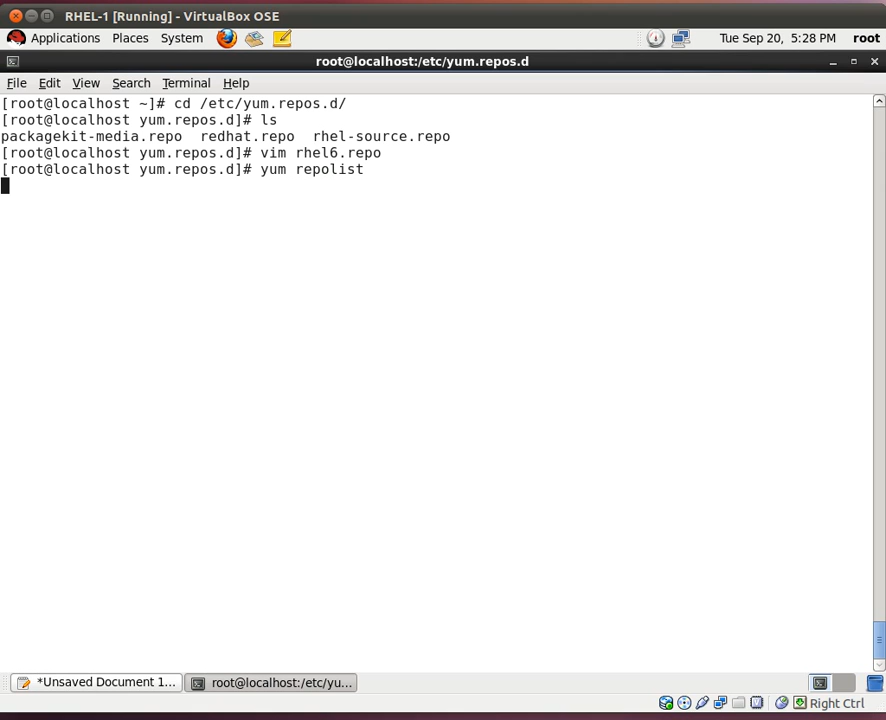 RHEL-1 [Running] - VirtualBox OSE
Applications Places System Tue Sep 20, 5:28 PM root
root@localhost:/etc/yum.repos.d
File Edit View Search Terminal Help
[root@localhost ~]# cd /etc/yum.repos.d/
[root@localhost yum.repos.d]# ls
packagekit-media.repo  redhat.repo  rhel-source.repo
[root@localhost yum.repos.d]# vim rhel6.repo
[root@localhost yum.repos.d]# yum repolist
*Unsaved Document 1... root@localhost:/etc/yu...
Right Ctrl